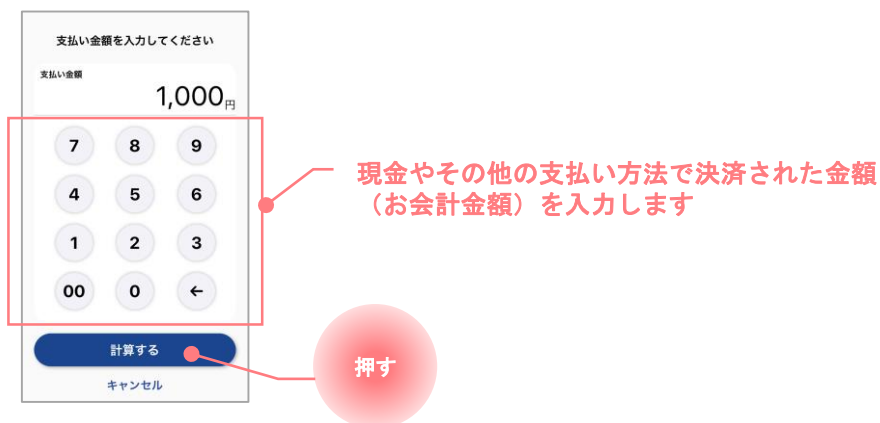 支払い金額を入力してください
支払い金額
1,000円
7 8 9
4 5 6
1 2 3
00 0 ←
計算する
キャンセル
現金やその他の支払い方法で決済された金額
（お会計金額）を入力します
押す